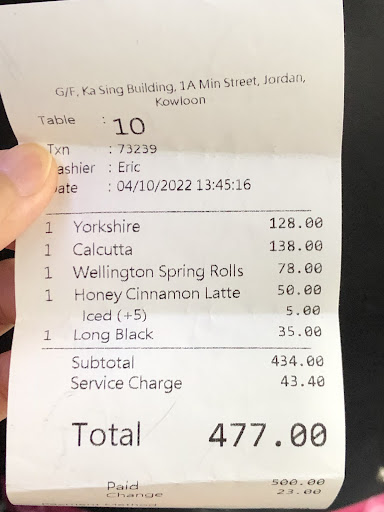 G/F, Ka Sing Building, 1A Min Street, Jordan,
Kowloon
Table : 10
Txn : 73239
ashier : Eric
ate : 04/10/2022 13:45:16
1 Yorkshire 128.00
1 Calcutta 138.00
1 Wellington Spring Rolls 78.00
1 Honey Cinnamon Latte 50.00
Iced (+5) 5.00
1 Long Black 35.00
Subtotal 434.00
Service Charge 43.40
Total 477.00
Paid 500.00
Change 23.00